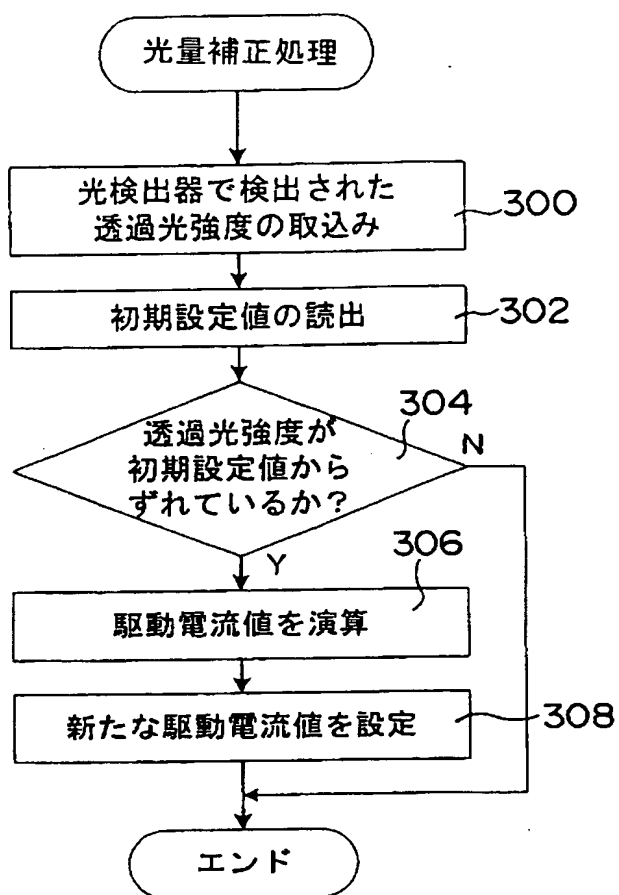 光量補正処理
光検出器で検出された
透過光強度の取込み
300
初期設定値の読出
302
304
透過光強度が
初期設定値から
ずれているか？
N
Y
306
駆動電流値を演算
新たな駆動電流値を設定
308
エンド